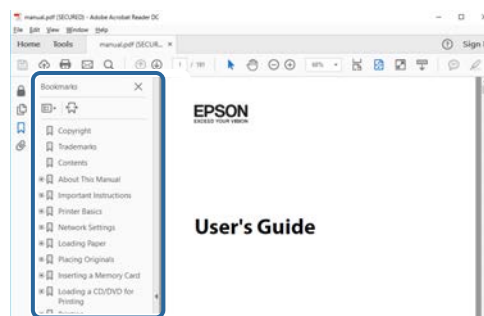 manual.pdf (SECURED) - Adobe Acrobat Reader DC
File Edit View Window Help
Home Tools manual.pdf (SECUR... × Sign
1 / 191
Bookmarks
Copyright
Trademarks
Contents
About This Manual
Important Instructions
Printer Basics
Network Settings
Loading Paper
Placing Originals
Inserting a Memory Card
Loading a CD/DVD for
Printing
EPSON
EXCEED YOUR VISION
User's Guide